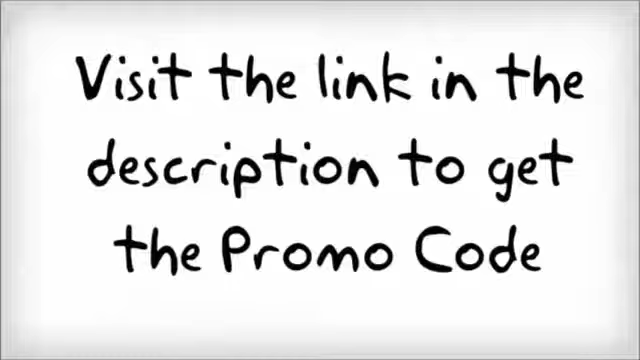 Visit the link in the
description to get
the Promo Code